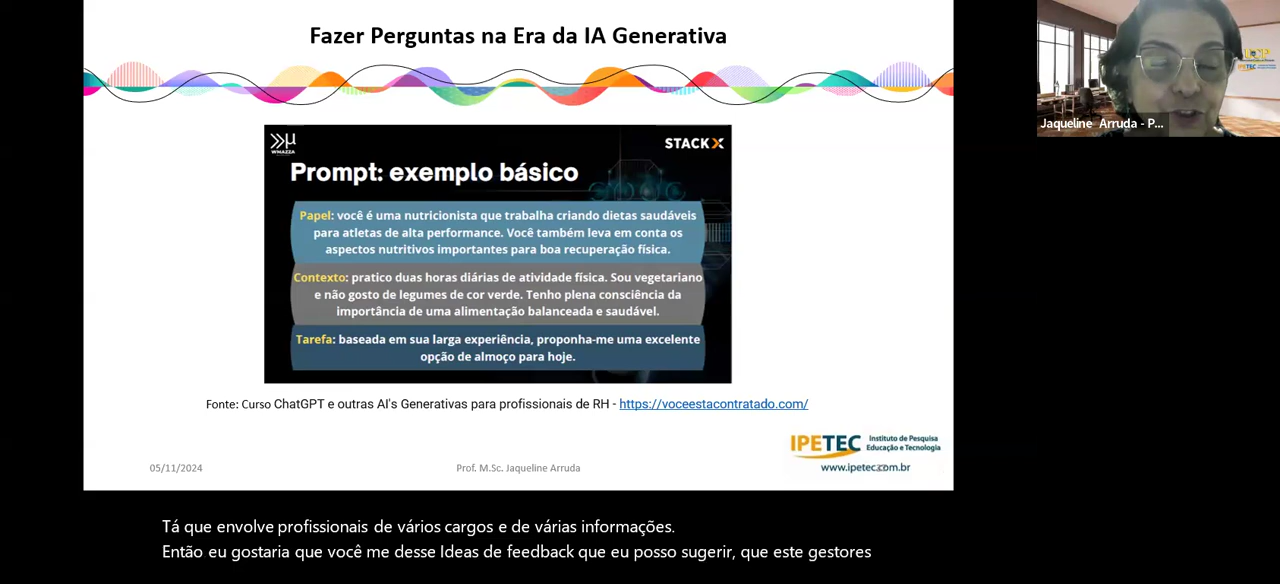 Fazer Perguntas na Era da IA Generativa
WMAZZA
STACKX
Prompt: exemplo básico
Papel: você é uma nutricionista que trabalha criando dietas saudáveis
para atletas de alta performance. Você também leva em conta os
aspectos nutritivos importantes para boa recuperação física.
Contexto: pratico duas horas diárias de atividade física. Sou vegetariano
e não gosto de legumes de cor verde. Tenho plena consciência da
importância de uma alimentação balanceada e saudável.
Tarefa: baseada em sua larga experiência, proponha-me uma excelente
opção de almoço para hoje.
Fonte: Curso ChatGPT e outras AI's Generativas para profissionais de RH - https://voceestacontratado.com/
IPETEC Instituto de Pesquisa
Educação e Tecnologia
www.ipetec.com.br
05/11/2024
Prof. M.Sc. Jaqueline Arruda
Jaqueline Arruda - P...
IPETEC
Tá que envolve profissionais de vários cargos e de várias informações.
Então eu gostaria que você me desse Ideas de feedback que eu posso sugerir, que este gestores